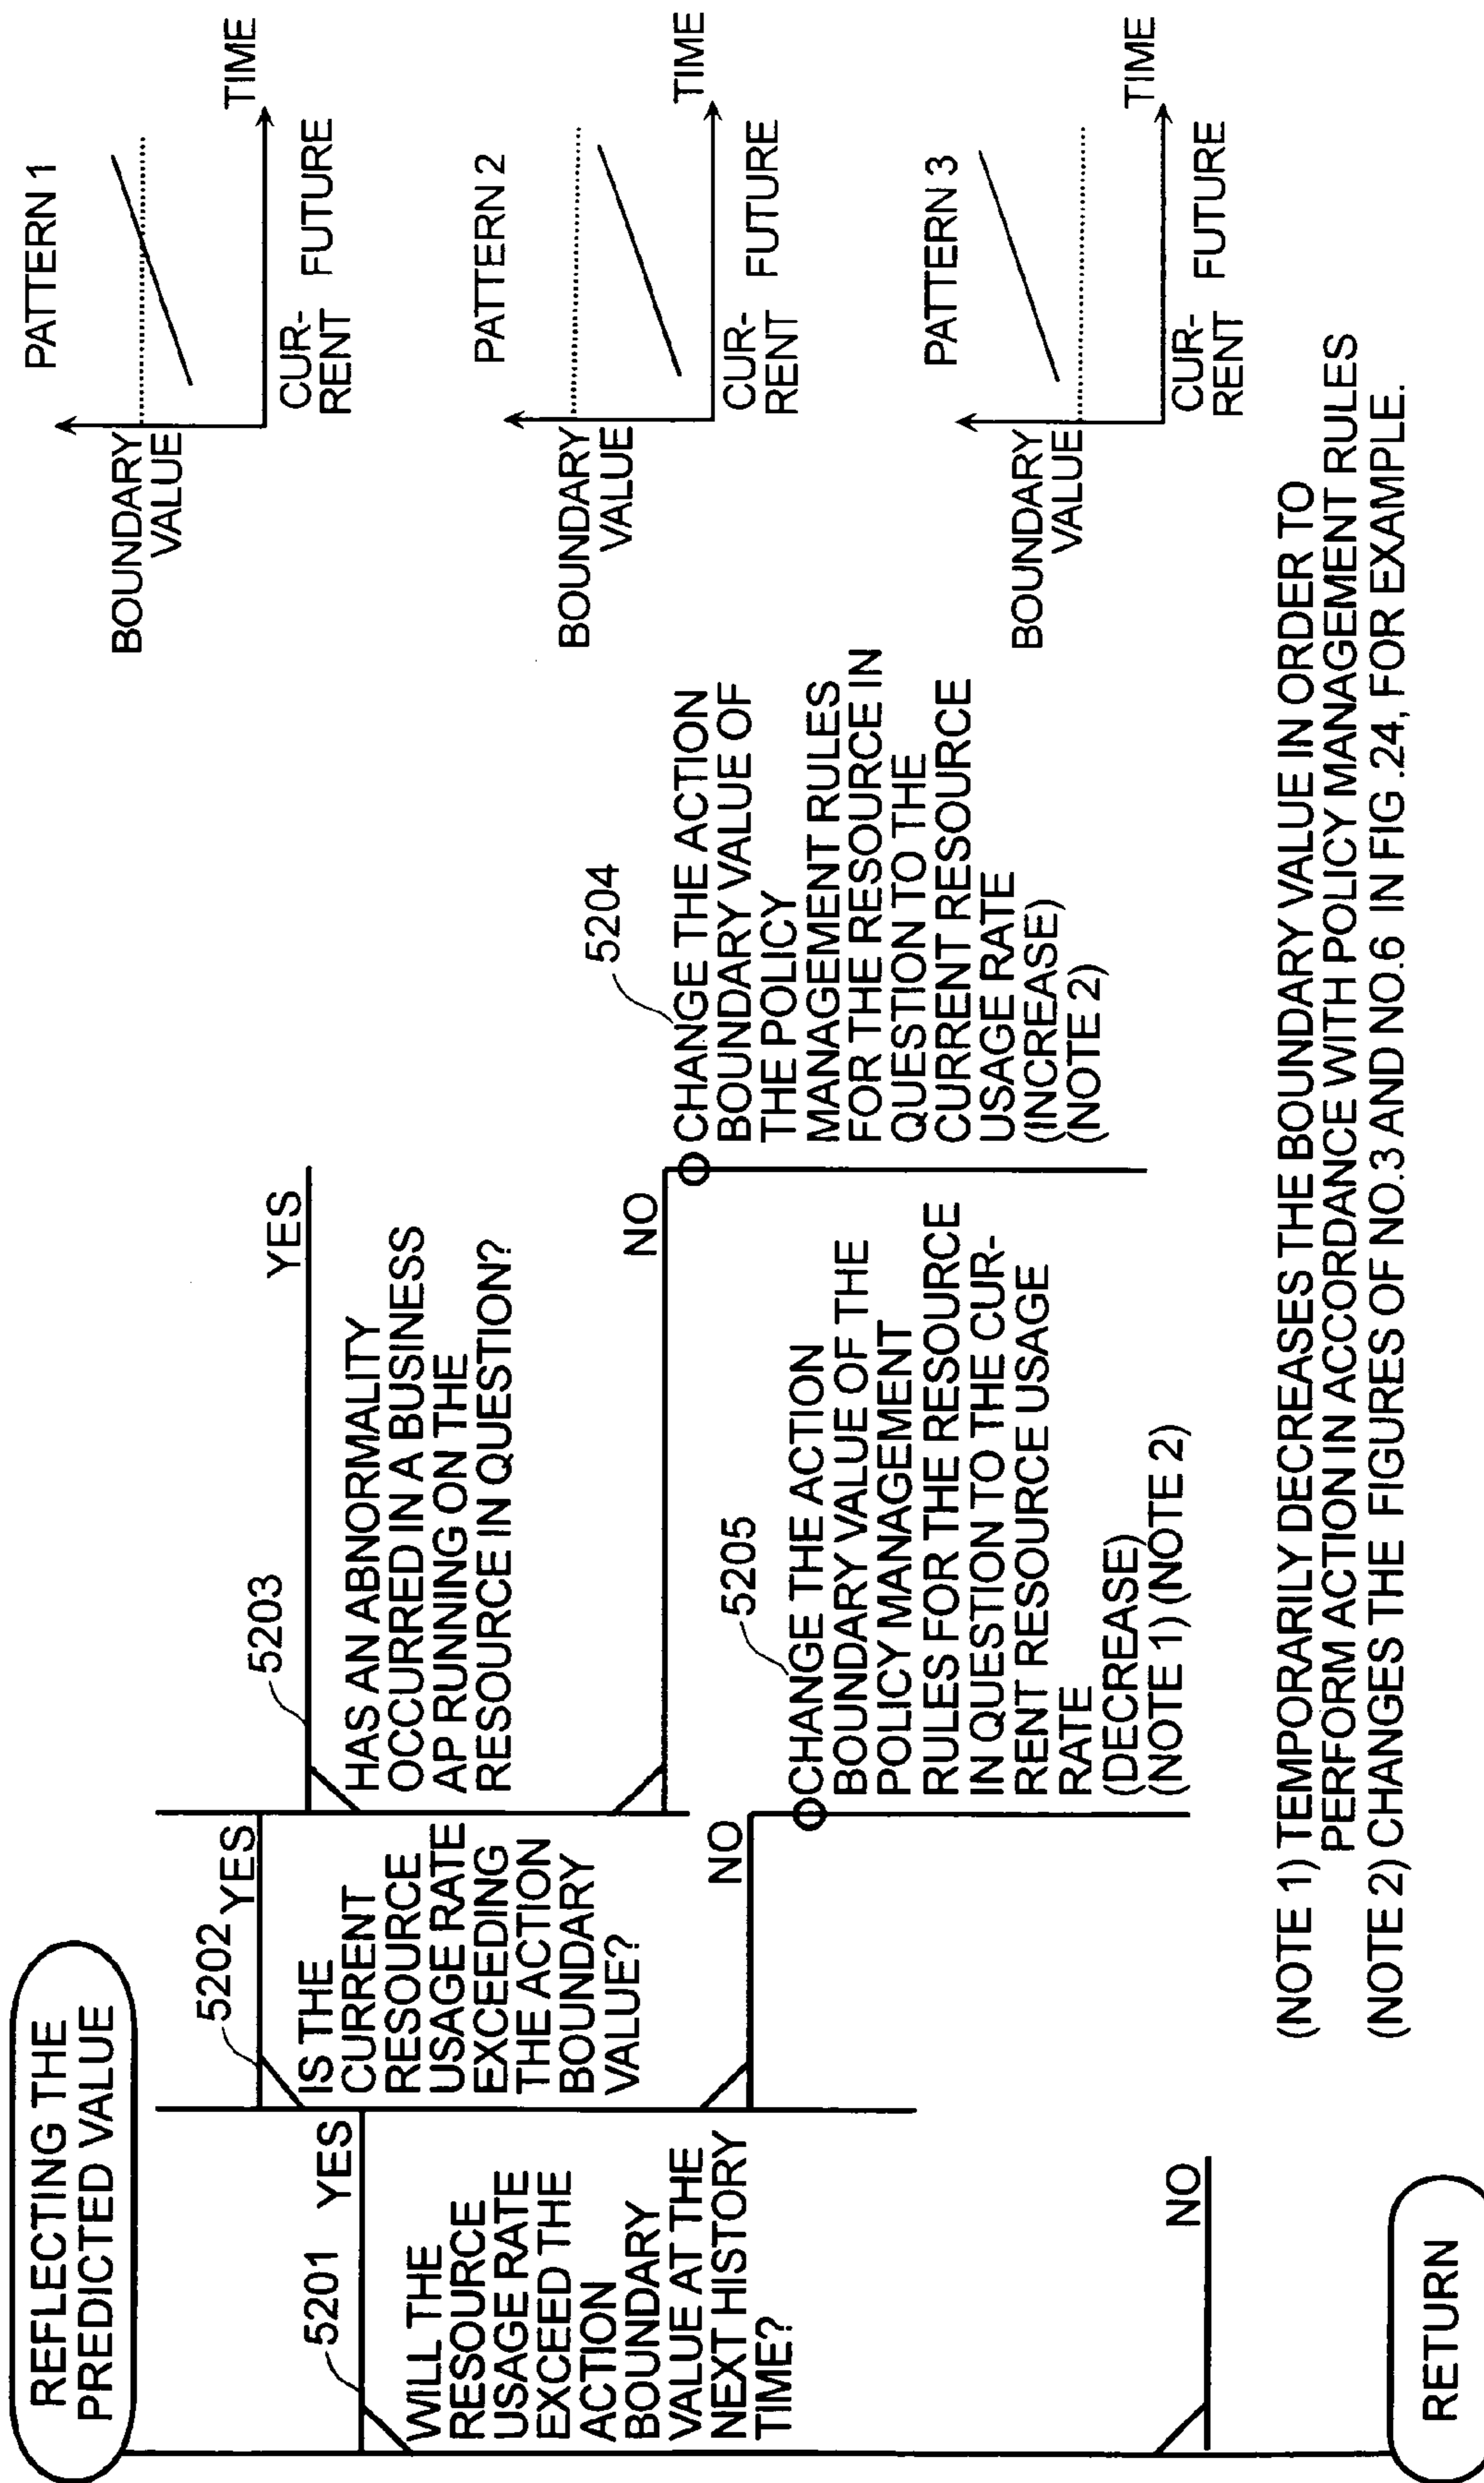 REFLECTING THE
PREDICTED VALUE
5201 YES
WILL THE
RESOURCE
USAGE RATE
EXCEED THE
ACTION
BOUNDARY
VALUE AT THE
NEXT HISTORY
TIME?
NO
RETURN
5202 YES
IS THE
CURRENT
RESOURCE
USAGE RATE
EXCEEDING
THE ACTION
BOUNDARY
VALUE?
NO
5203
YES
HAS AN ABNORMALITY
OCCURRED IN A BUSINESS
AP RUNNING ON THE
RESOURCE IN QUESTION?
NO
5204
CHANGE THE ACTION
BOUNDARY VALUE OF
THE POLICY
MANAGEMENT RULES
FOR THE RESOURCE IN
QUESTION TO THE
CURRENT RESOURCE
USAGE RATE
(INCREASE)
(NOTE 2)
5205
CHANGE THE ACTION
BOUNDARY VALUE OF THE
POLICY MANAGEMENT
RULES FOR THE RESOURCE
IN QUESTION TO THE CUR-
RENT RESOURCE USAGE
RATE
(DECREASE)
(NOTE 1) (NOTE 2)
PATTERN 1
BOUNDARY
VALUE
TIME
CUR-
RENT
FUTURE
PATTERN 2
BOUNDARY
VALUE
TIME
CUR-
RENT
FUTURE
PATTERN 3
BOUNDARY
VALUE
TIME
CUR-
RENT
FUTURE
(NOTE 1) TEMPORARILY DECREASES THE BOUNDARY VALUE IN ORDER TO
PERFORM ACTION IN ACCORDANCE WITH POLICY MANAGEMENT RULES
(NOTE 2) CHANGES THE FIGURES OF NO.3 AND NO.6 IN FIG .24, FOR EXAMPLE.